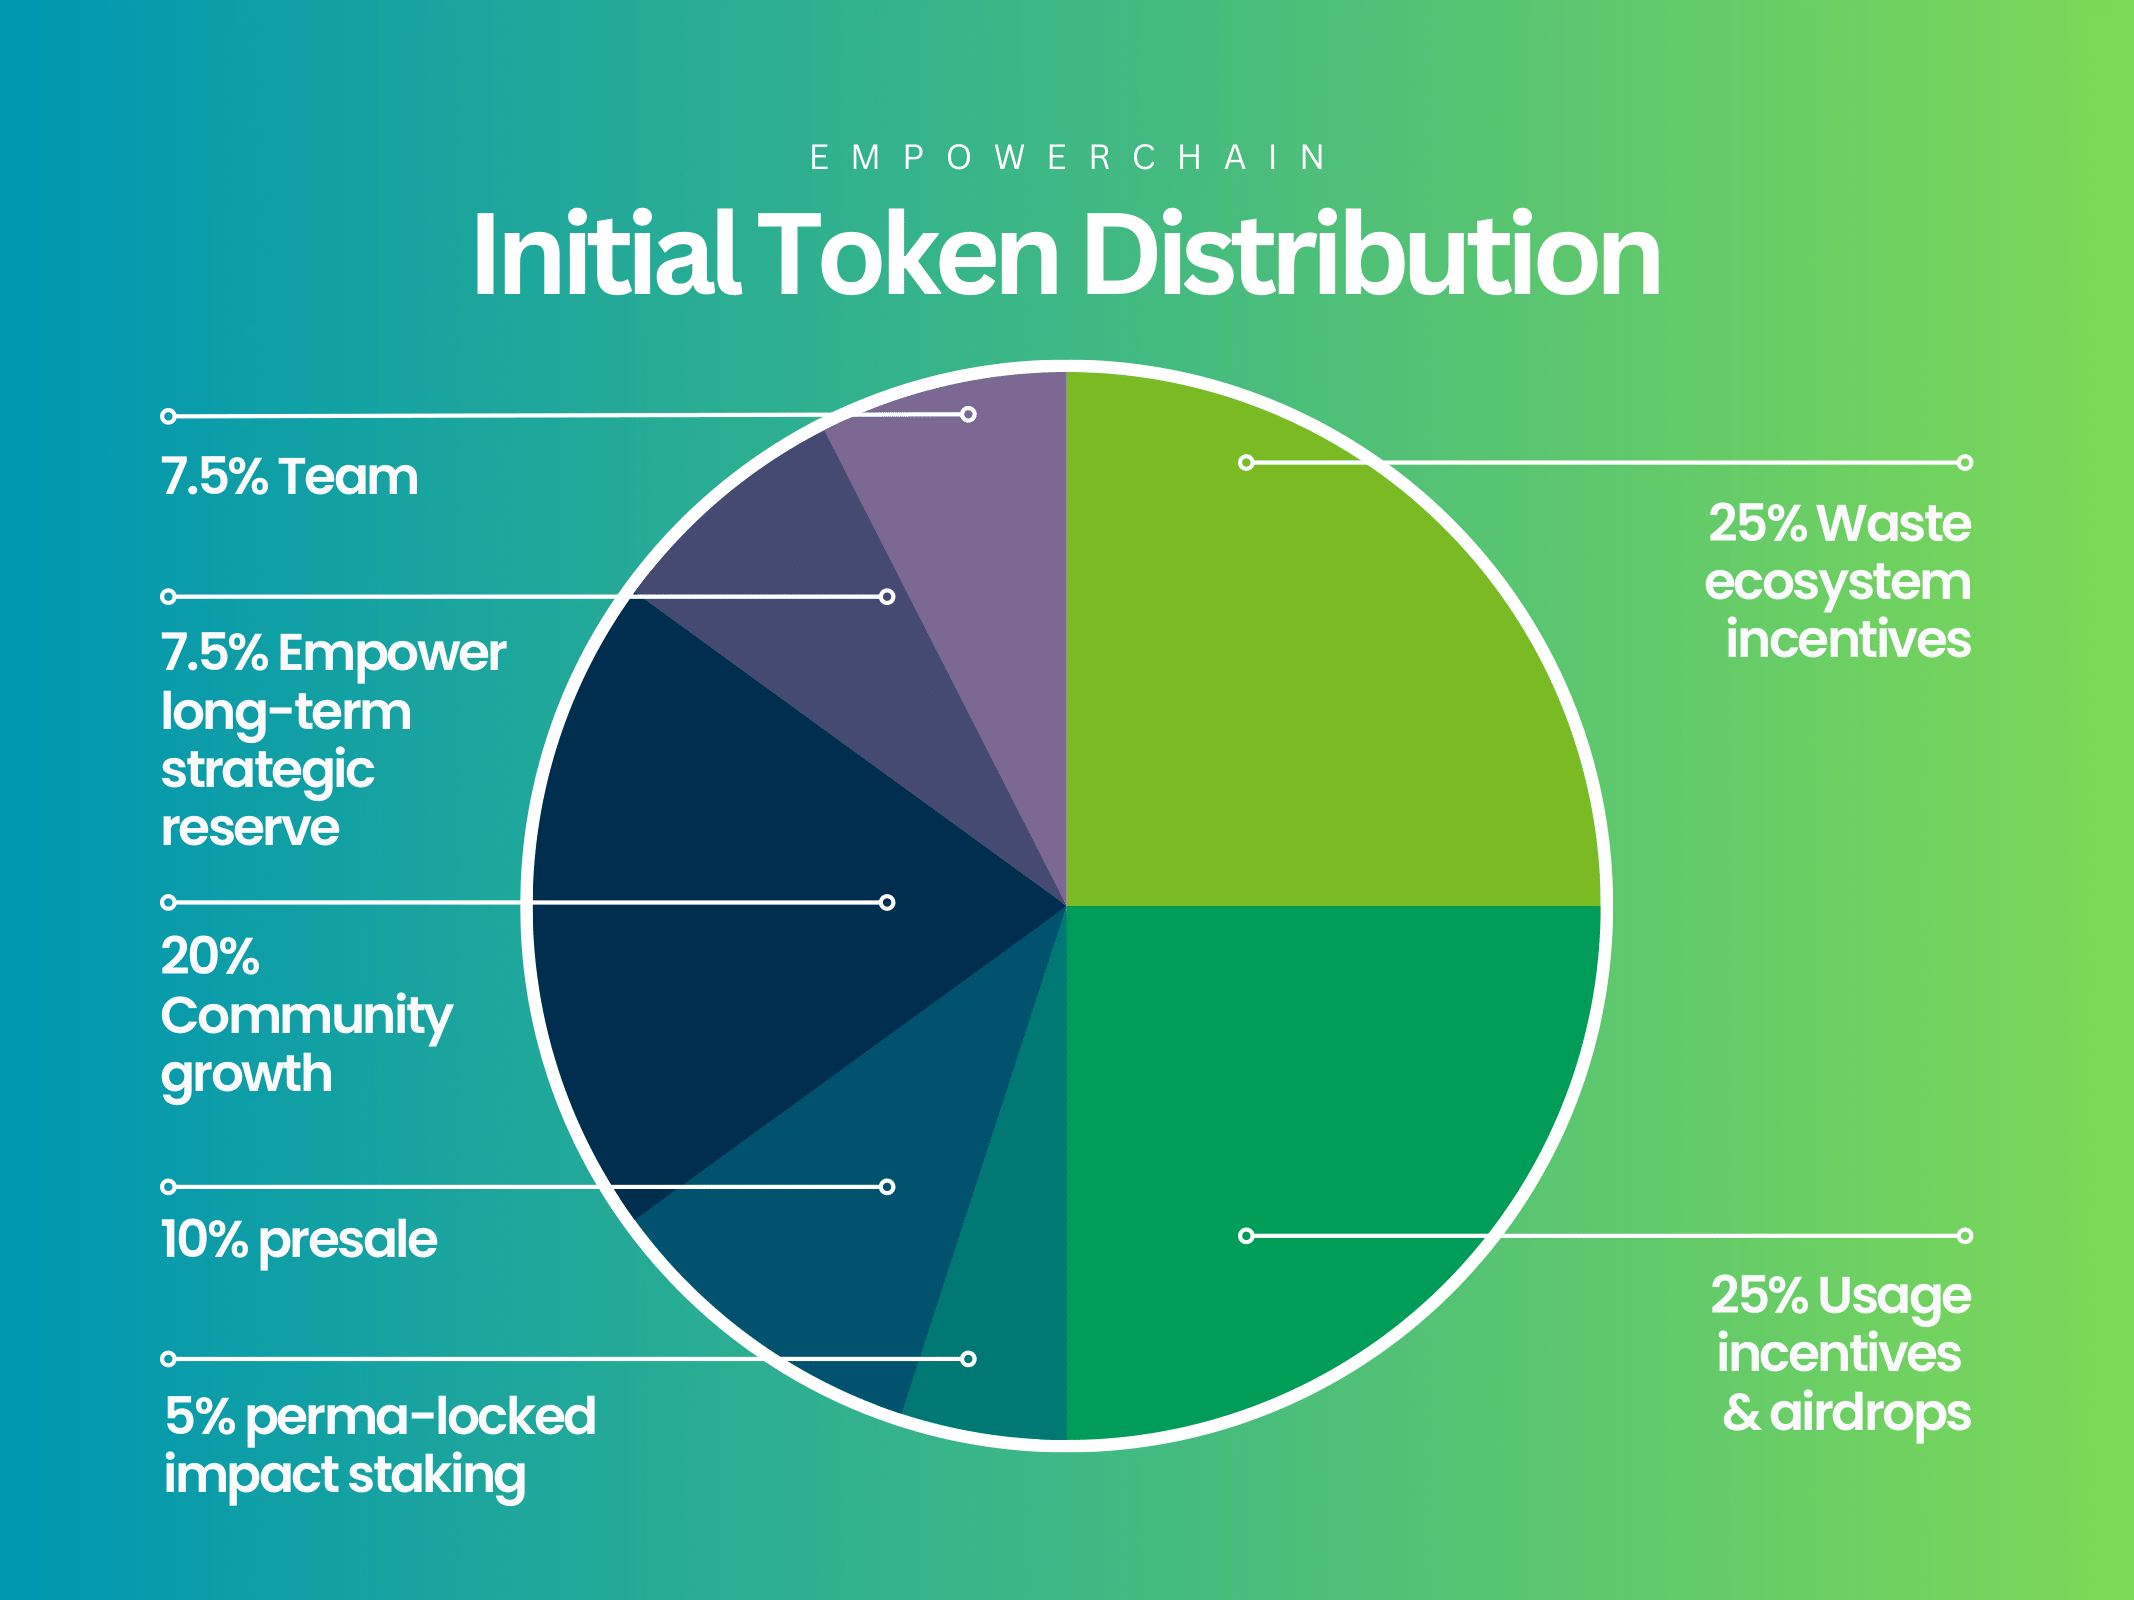 EMPOWERCHAIN
Initial Token Distribution
7.5% Team
7.5% Empower
long-term
strategic
reserve
20%
Community
growth
10% presale
5% perma-locked
impact staking
25% Waste
ecosystem
incentives
25% Usage
incentives
& airdrops